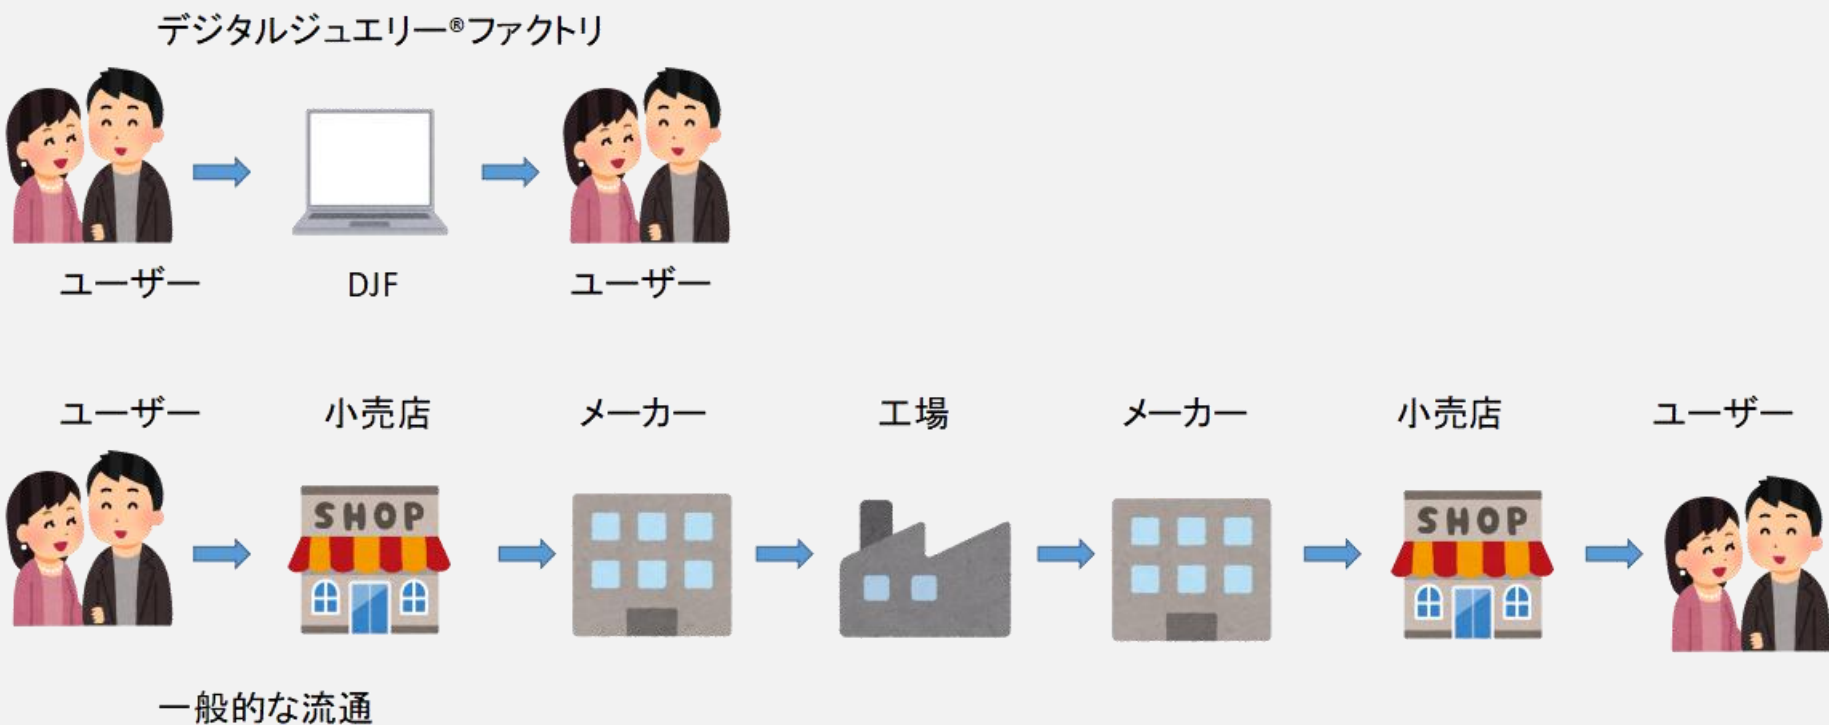 デジタルジュエリー®ファクトリ
ユーザー DJF ユーザー
ユーザー 小売店 メーカー 工場 メーカー 小売店 ユーザー
SHOP SHOP
一般的な流通